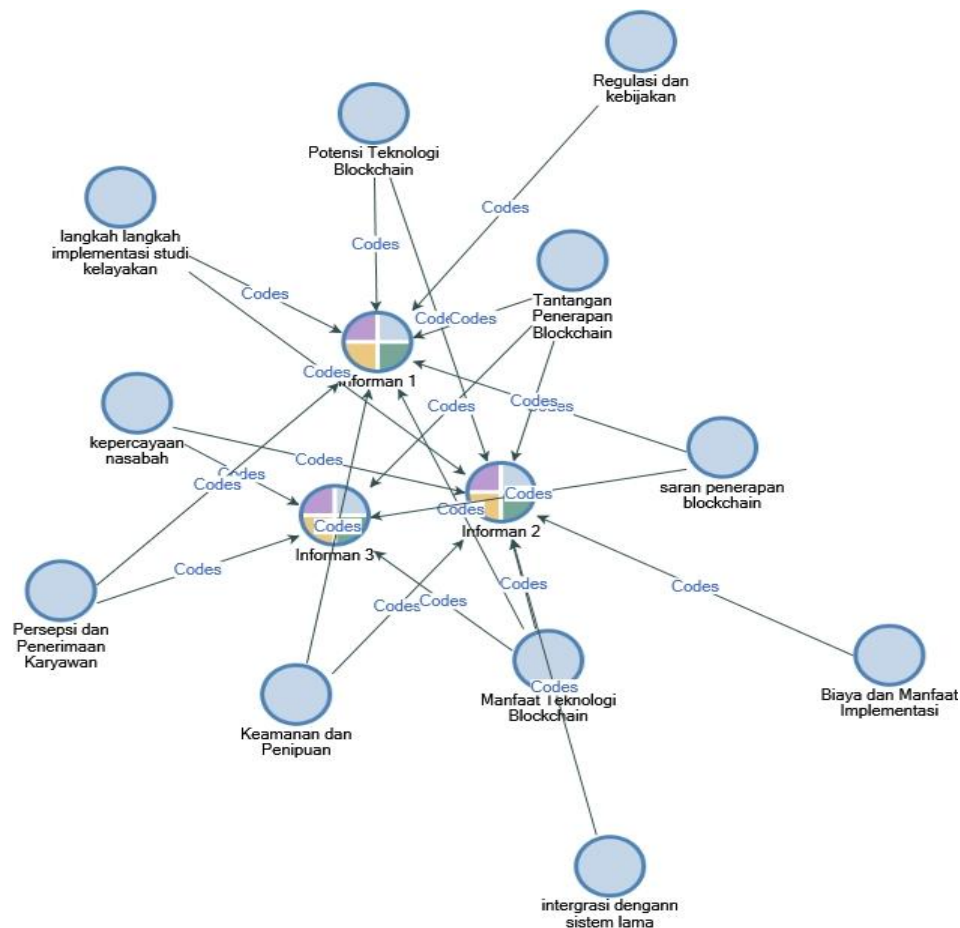 Regulasi dan
kebijakan
Potensi Teknologi
Blockchain
Codes
langkah langkah
implementasi studi
kelayakan
Codes
Tantangan
Penerapan
Blockchain
Codes
Codes
Codes
Informan 1
Codes
Codes
Codes
Codes
kepercayaan
nasabah
Codes
saran penerapan
blockchain
Codes
Codes
Codes
Codes
Codes
Informan 2
Informan 3
Codes
Codes
Codes
Codes
Codes
Codes
Persepsi dan
Penerimaan
Karyawan
Codes
Manfaat Teknologi
Blockchain
Biaya dan Manfaat
Implementasi
Keamanan dan
Penipuan
intergrasi dengann
sistem lama